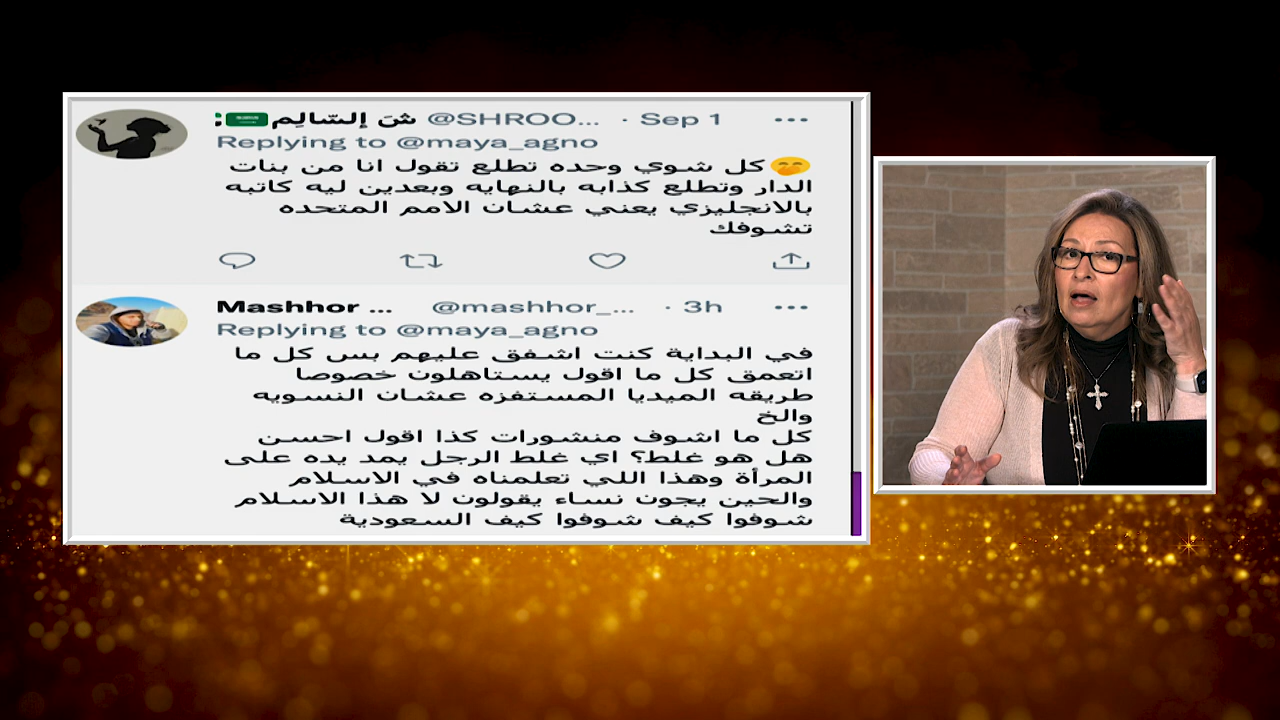 شَ إلسّالِم @SHROO... · Sep 1
Replying to @maya_agno
كل شوي وحده تطلع تقول انا من بنات
الدار وتطلع كذابه بالنهايه وبعدين ليه كاتبه
بالانجليزي يعني عشان الامم المتحده
تشوفك
Mashhor ... @mashhor_... · 3h
Replying to @maya_agno
في البداية كنت اشفق عليهم بس كل ما
اتعمق كل ما اقول يستاهلون خصوصا
طريقه الميديا المستفزه عشان النسويه
والخ
كل ما اشوف منشورات كذا اقول احسن
هل هو غلط؟ اي غلط الرجل يمد يده على
المرأة وهذا اللي تعلمناه في الاسلام
والحين يجون نساء يقولون لا هذا الاسلام
شوفوا كيف شوفوا كيف السعودية